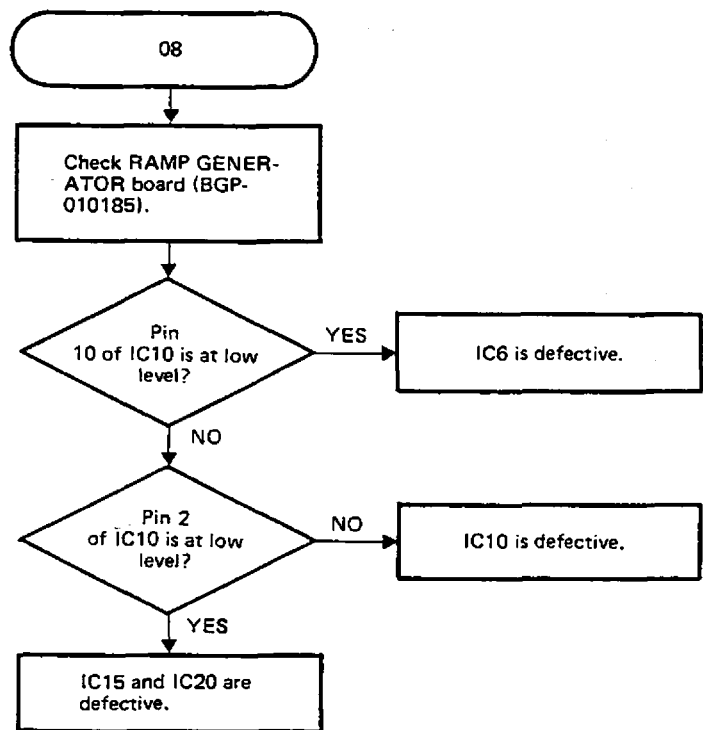 08
Check RAMP GENER-
ATOR board (BGP-
010185).
Pin
10 of IC10 is at low
level?
YES
IC6 is defective.
NO
Pin 2
of IC10 is at low
level?
NO
IC10 is defective.
YES
IC15 and IC20 are
defective.